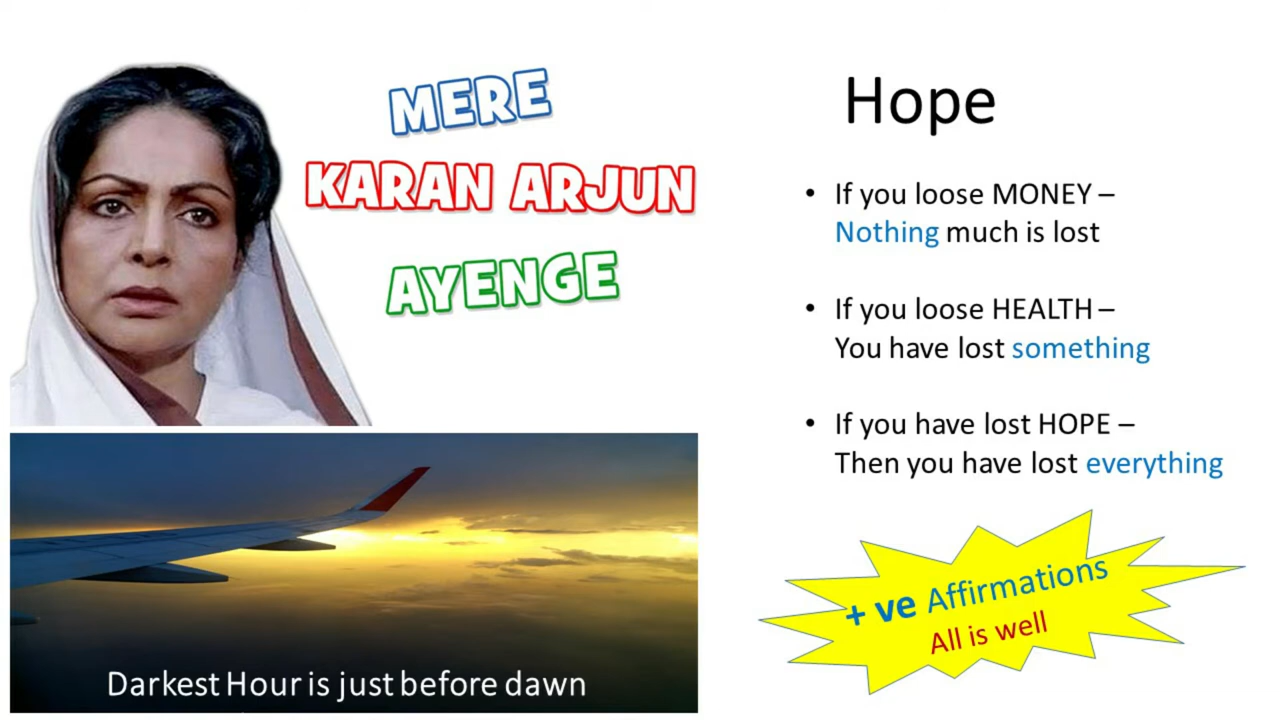 MERE
KARAN ARJUN
AYENGE
Darkest Hour is just before dawn
Hope
• If you loose MONEY –
Nothing much is lost
• If you loose HEALTH –
You have lost something
• If you have lost HOPE –
Then you have lost everything
+ ve Affirmations
All is well